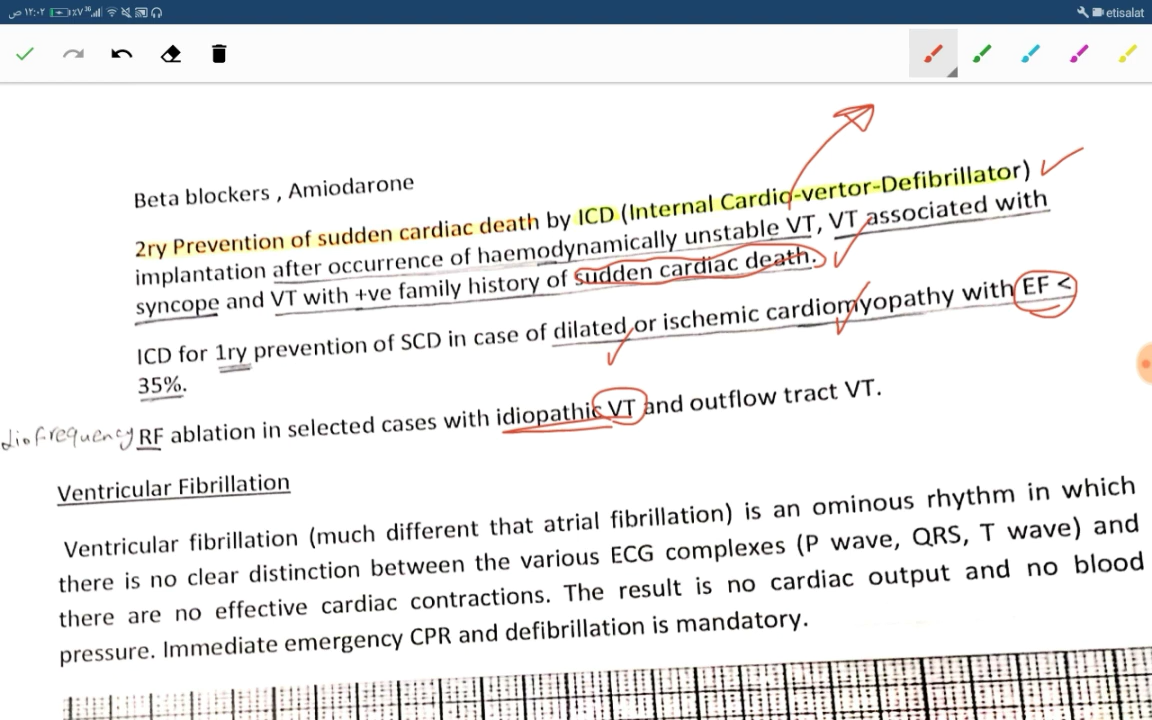 ص ١٢:٠٢ ٪٧ etisalat
Beta blockers , Amiodarone
2ry Prevention of sudden cardiac death by ICD (Internal Cardio-vertor-Defibrillator)
implantation after occurrence of haemodynamically unstable VT, VT associated with
syncope and VT with +ve family history of sudden cardiac death.
ICD for 1ry prevention of SCD in case of dilated or ischemic cardiomyopathy with EF <
35%.
diofrequency RF ablation in selected cases with idiopathic VT and outflow tract VT.
Ventricular Fibrillation
Ventricular fibrillation (much different that atrial fibrillation) is an ominous rhythm in which
there is no clear distinction between the various ECG complexes (P wave, QRS, T wave) and
there are no effective cardiac contractions. The result is no cardiac output and no blood
pressure. Immediate emergency CPR and defibrillation is mandatory.